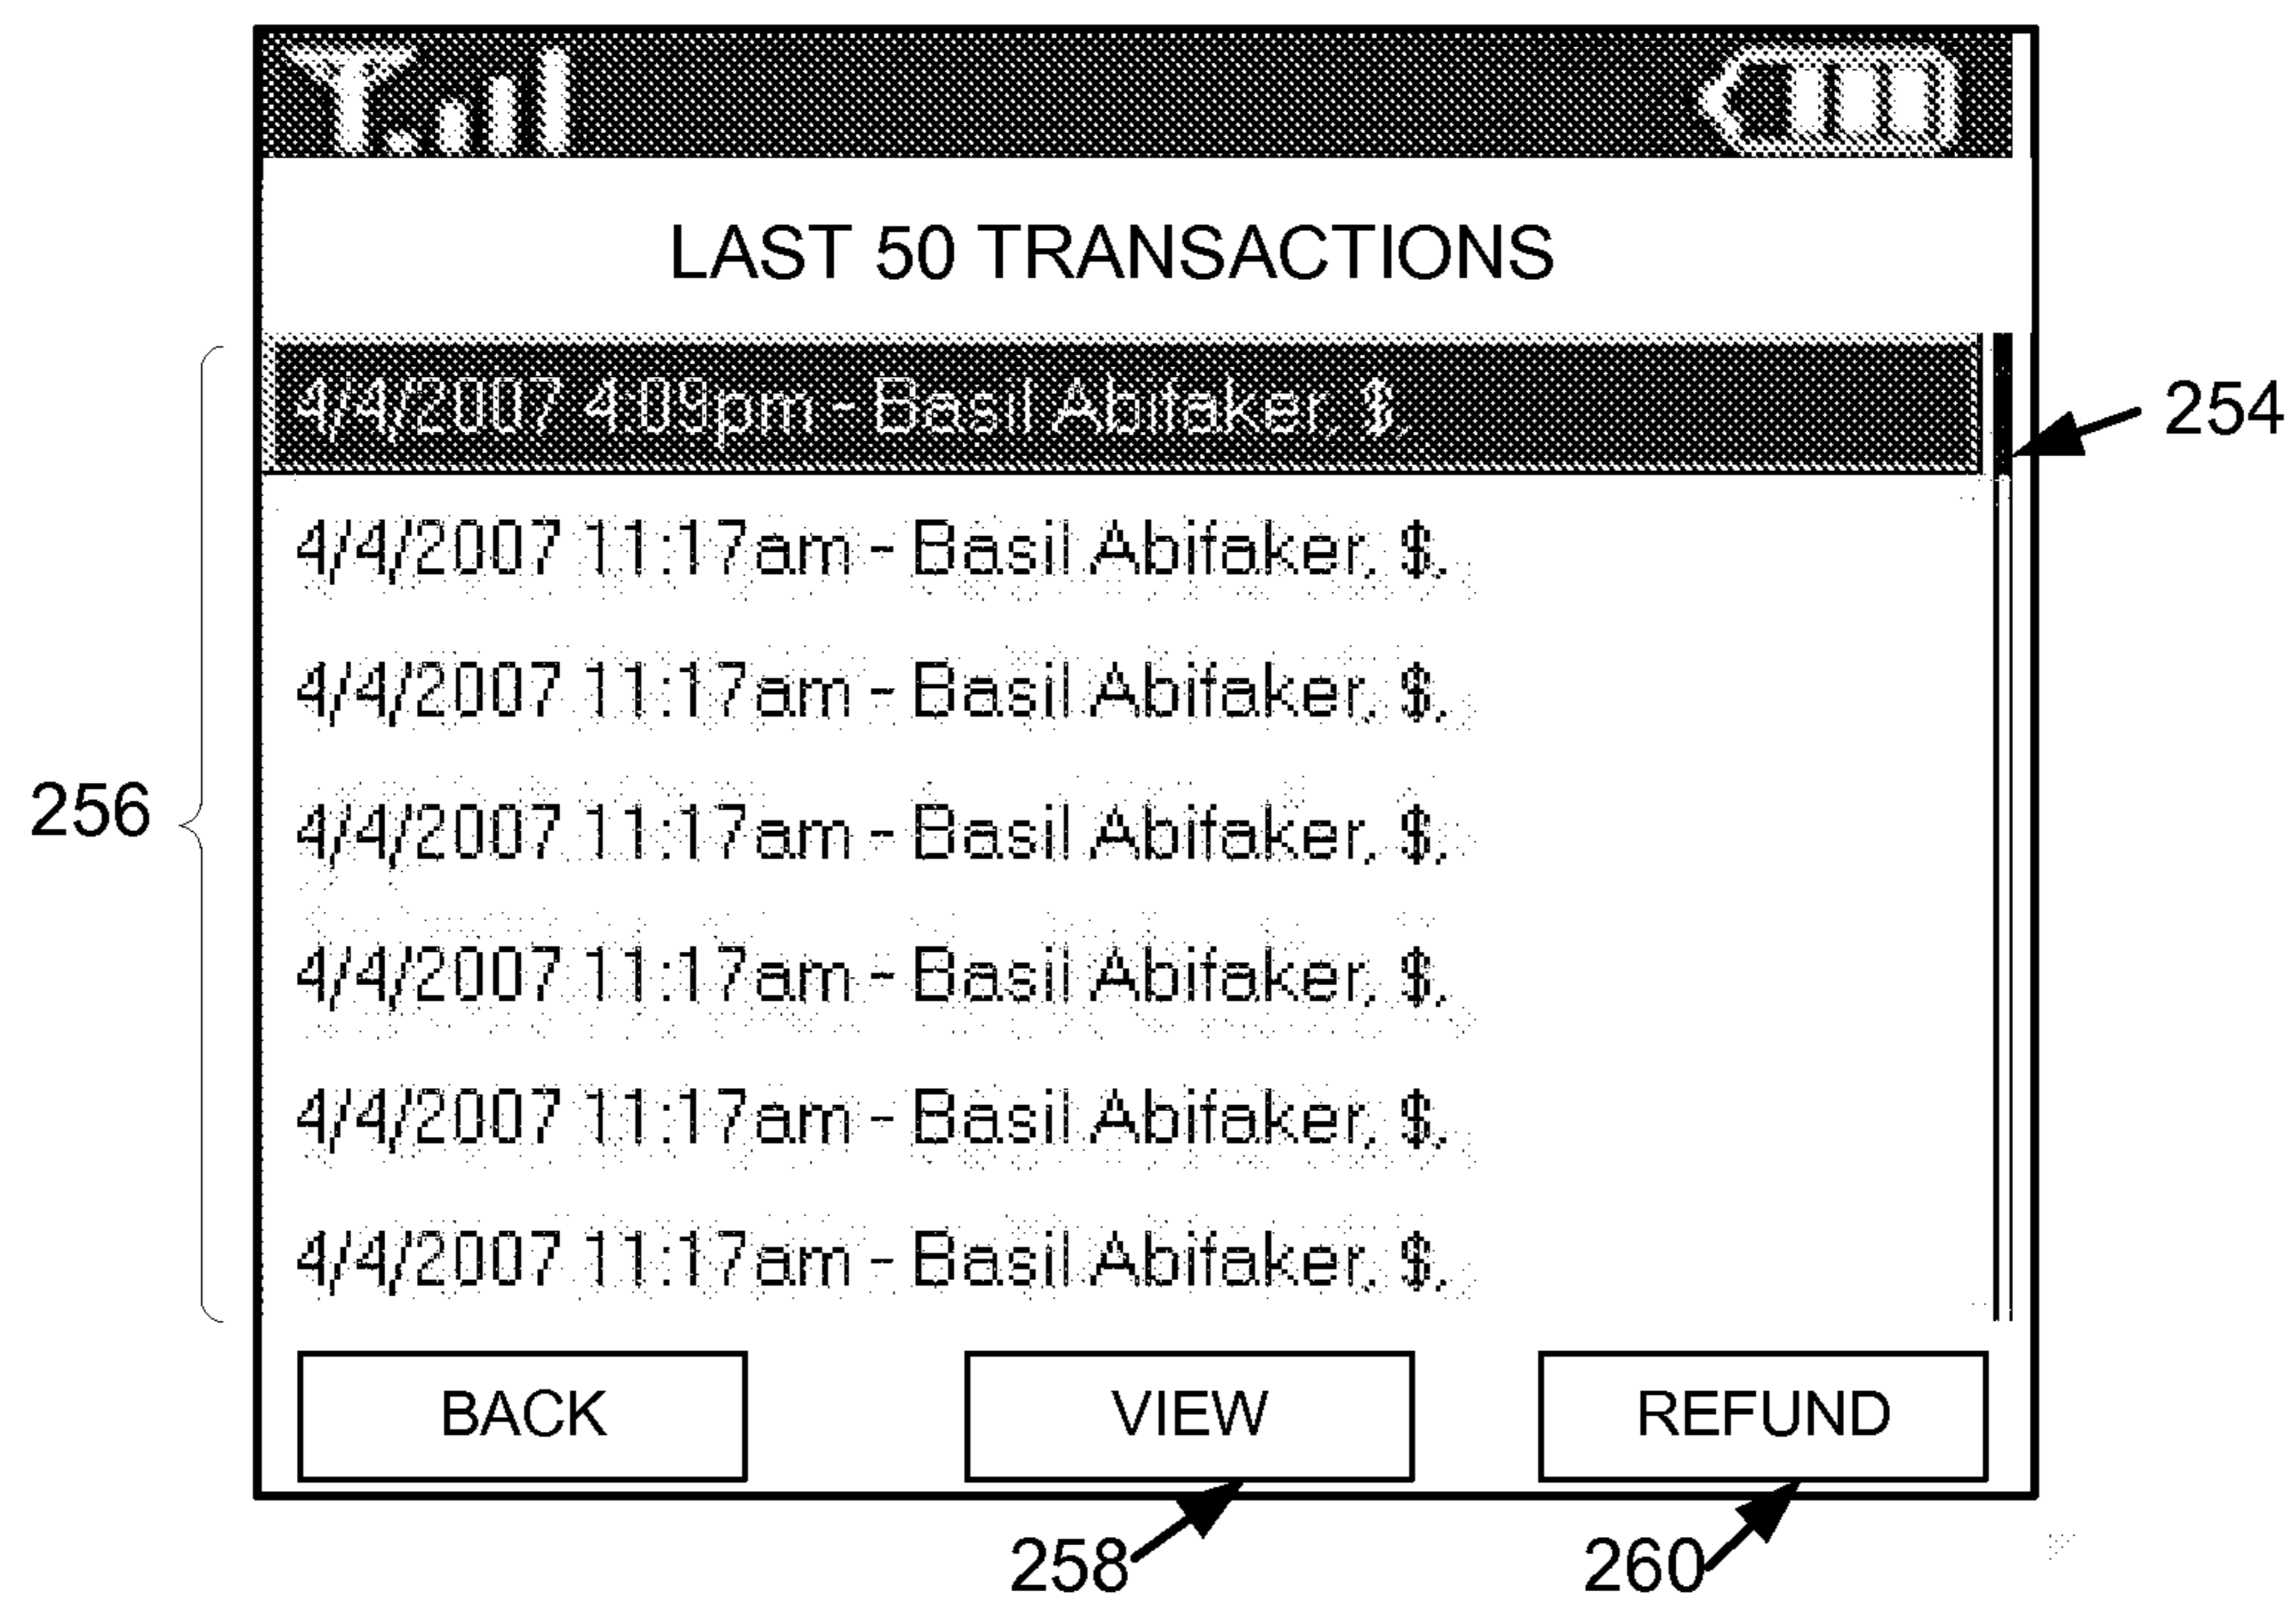 LAST 50 TRANSACTIONS
4/4/2007 4:09pm - Basil Abifaker, $.
254
4/4/2007 11:17am - Basil Abifaker, $.
4/4/2007 11:17am - Basil Abifaker, $.
256
4/4/2007 11:17am - Basil Abifaker, $.
4/4/2007 11:17am - Basil Abifaker, $.
4/4/2007 11:17am - Basil Abifaker, $.
4/4/2007 11:17am - Basil Abifaker, $.
BACK VIEW REFUND
258 260